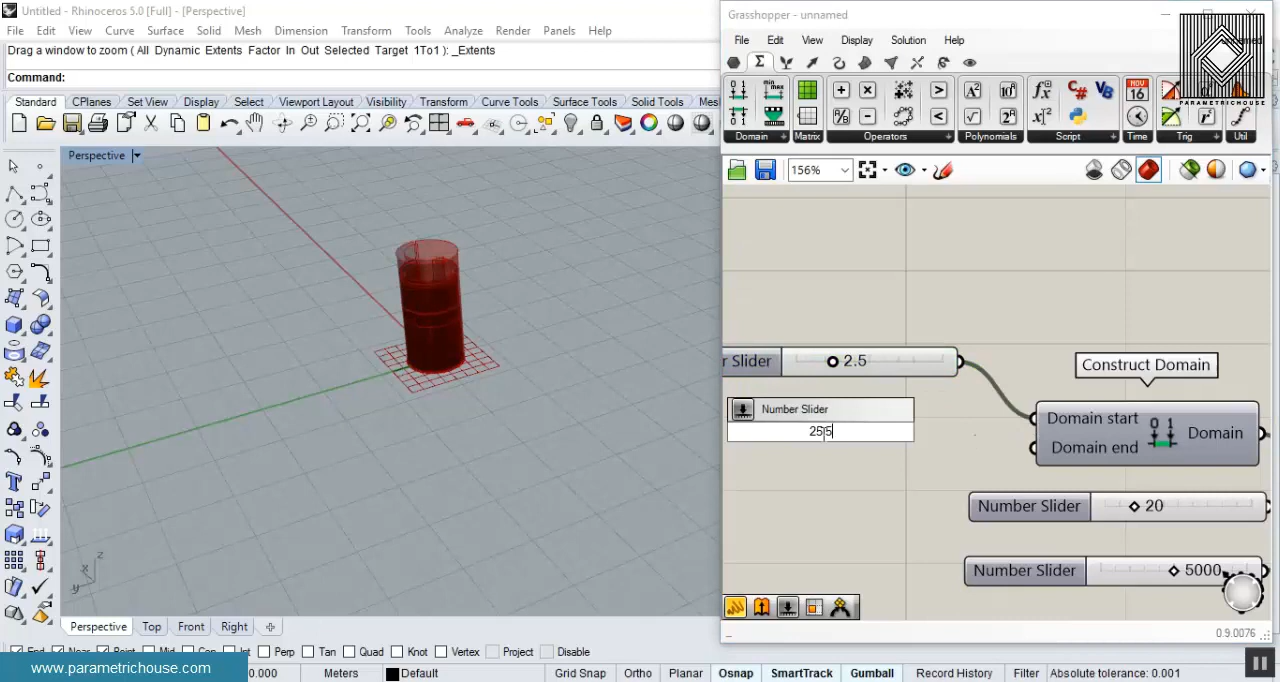 Untitled - Rhinoceros 5.0 [Full] - [Perspective]
File Edit View Curve Surface Solid Mesh Dimension Transform Tools Analyze Render Panels Help
Drag a window to zoom ( All Dynamic Extents Factor In Out Selected Target 1To1 ): _Extents
Command:
Standard CPlanes Set View Display Select Viewport Layout Visibility Transform Curve Tools Surface Tools Solid Tools
Perspective
z
x
y
Perspective Top Front Right
Perp Tan Quad Knot Vertex Project Disable
www.parametrichouse.com
0.000 Meters Default Grid Snap Ortho Planar Osnap SmartTrack Gumball Record History Filter Absolute tolerance: 0.001
Grasshopper - unnamed
PARAMETRICHOUSE
File Edit View Display Solution Help
Domain Matrix Operators Polynomials Script Time Trig Util
156%
r Slider 2.5
Construct Domain
Number Slider
25.5
Domain start
Domain end
0 1
Domain
Number Slider 20
Number Slider 5000
0.9.0076